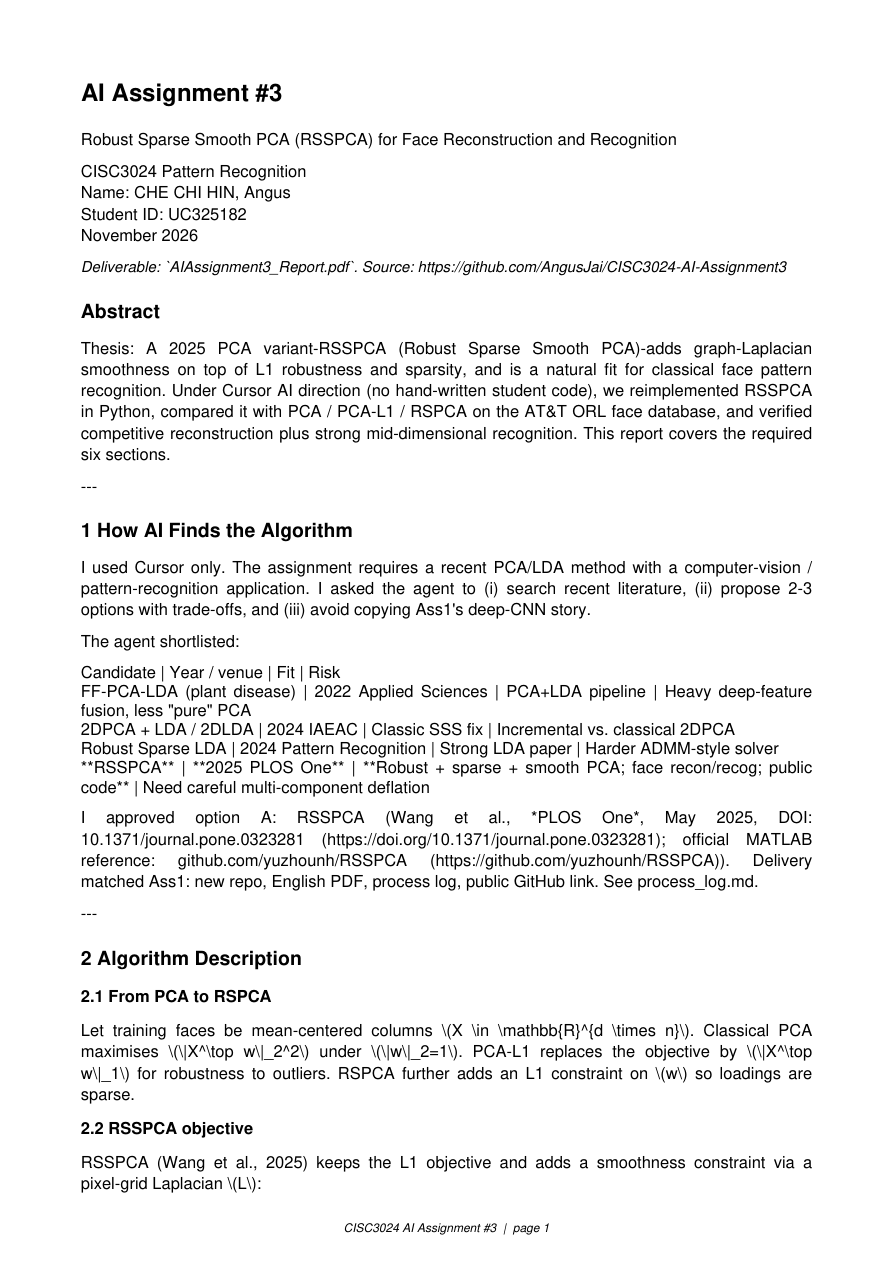 AI Assignment #3
Robust Sparse Smooth PCA (RSSPCA) for Face Reconstruction and Recognition
CISC3024 Pattern Recognition
Name: CHE CHI HIN, Angus
Student ID: UC325182
November 2026
Deliverable: `AIAssignment3_Report.pdf`. Source: https://github.com/AngusJai/CISC3024-AI-Assignment3
Abstract
Thesis: A 2025 PCA variant-RSSPCA (Robust Sparse Smooth PCA)-adds graph-Laplacian
smoothness on top of L1 robustness and sparsity, and is a natural fit for classical face pattern
recognition. Under Cursor AI direction (no hand-written student code), we reimplemented RSSPCA
in Python, compared it with PCA / PCA-L1 / RSPCA on the AT&T ORL face database, and verified
competitive reconstruction plus strong mid-dimensional recognition. This report covers the required
six sections.
---
1 How AI Finds the Algorithm
I used Cursor only. The assignment requires a recent PCA/LDA method with a computer-vision /
pattern-recognition application. I asked the agent to (i) search recent literature, (ii) propose 2-3
options with trade-offs, and (iii) avoid copying Ass1's deep-CNN story.
The agent shortlisted:
Candidate | Year / venue | Fit | Risk
FF-PCA-LDA (plant disease) | 2022 Applied Sciences | PCA+LDA pipeline | Heavy deep-feature
fusion, less "pure" PCA
2DPCA + LDA / 2DLDA | 2024 IAEAC | Classic SSS fix | Incremental vs. classical 2DPCA
Robust Sparse LDA | 2024 Pattern Recognition | Strong LDA paper | Harder ADMM-style solver
**RSSPCA** | **2025 PLOS One** | **Robust + sparse + smooth PCA; face recon/recog; public
code** | Need careful multi-component deflation
I approved option A: RSSPCA (Wang et al., *PLOS One*, May 2025, DOI:
10.1371/journal.pone.0323281 (https://doi.org/10.1371/journal.pone.0323281); official MATLAB
reference: github.com/yuzhounh/RSSPCA (https://github.com/yuzhounh/RSSPCA)). Delivery
matched Ass1: new repo, English PDF, process log, public GitHub link. See process_log.md.
---
2 Algorithm Description
2.1 From PCA to RSPCA
Let training faces be mean-centered columns \(X \in \mathbb{R}^{d \times n}\). Classical PCA
maximises \(\|X^\top w\|_2^2\) under \(\|w\|_2=1\). PCA-L1 replaces the objective by \(\|X^\top
w\|_1\) for robustness to outliers. RSPCA further adds an L1 constraint on \(w\) so loadings are
sparse.
2.2 RSSPCA objective
RSSPCA (Wang et al., 2025) keeps the L1 objective and adds a smoothness constraint via a
pixel-grid Laplacian \(L\):
CISC3024 AI Assignment #3 | page 1